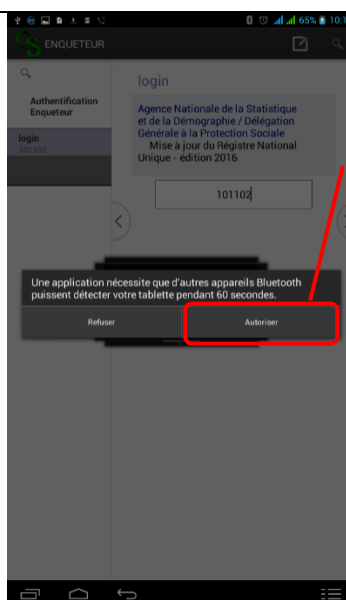 65% 10:1
ENQUETEUR
Authentification
Enqueteur
login
101102
login
Agence Nationale de la Statistique
et de la Démographie / Délégation
Générale à la Protection Sociale
Mise à jour du Régistre National
Unique - édition 2016
101102
Une application nécessite que d'autres appareils Bluetooth
puissent détecter votre tablette pendant 60 secondes.
Refuser
Autoriser